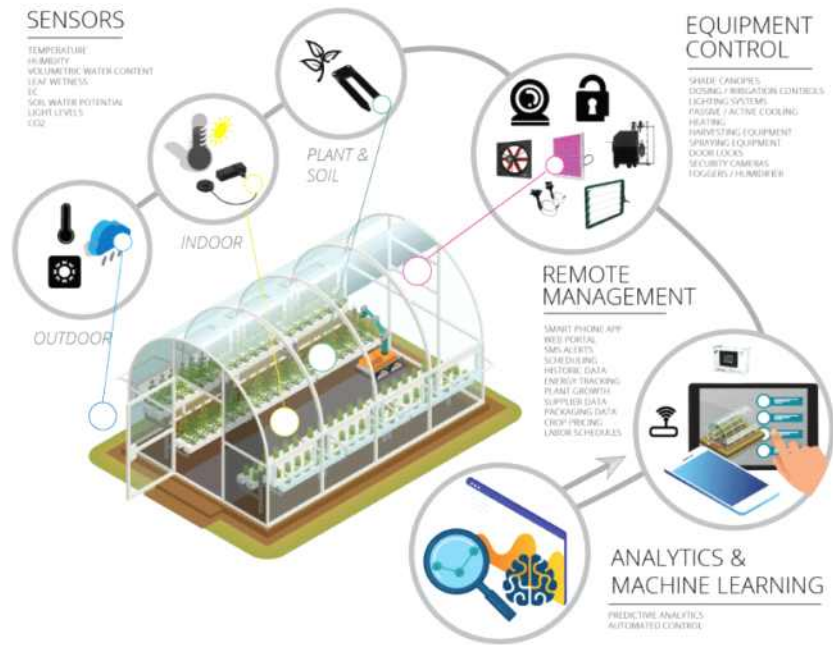 SENSORS
TEMPERATURE
HUMIDITY
VOLUMETRIC WATER CONTENT
LEAF WETNESS
EC
SOIL WATER POTENTIAL
LIGHT LEVELS
CO2
PLANT &
SOIL
INDOOR
OUTDOOR
EQUIPMENT
CONTROL
SHADE CANOPIES
DOSING / IRRIGATION CONTROLS
LIGHTING SYSTEMS
PASSIVE / ACTIVE COOLING
HEATING
HARVESTING EQUIPMENT
SPRAYING EQUIPMENT
DOOR LOCKS
SECURITY CAMERAS
FOGGERS / HUMIDIFIER
REMOTE
MANAGEMENT
SMART PHONE APP
WEB PORTAL
SMS ALERTS
SCHEDULING
HISTORIC DATA
ENERGY TRACKING
PLANT GROWTH
SUPPLIER DATA
PACKAGING DATA
CROP PRICING
LABOR SCHEDULES
ANALYTICS &
MACHINE LEARNING
PREDICTIVE ANALYTICS
AUTOMATED CONTROL